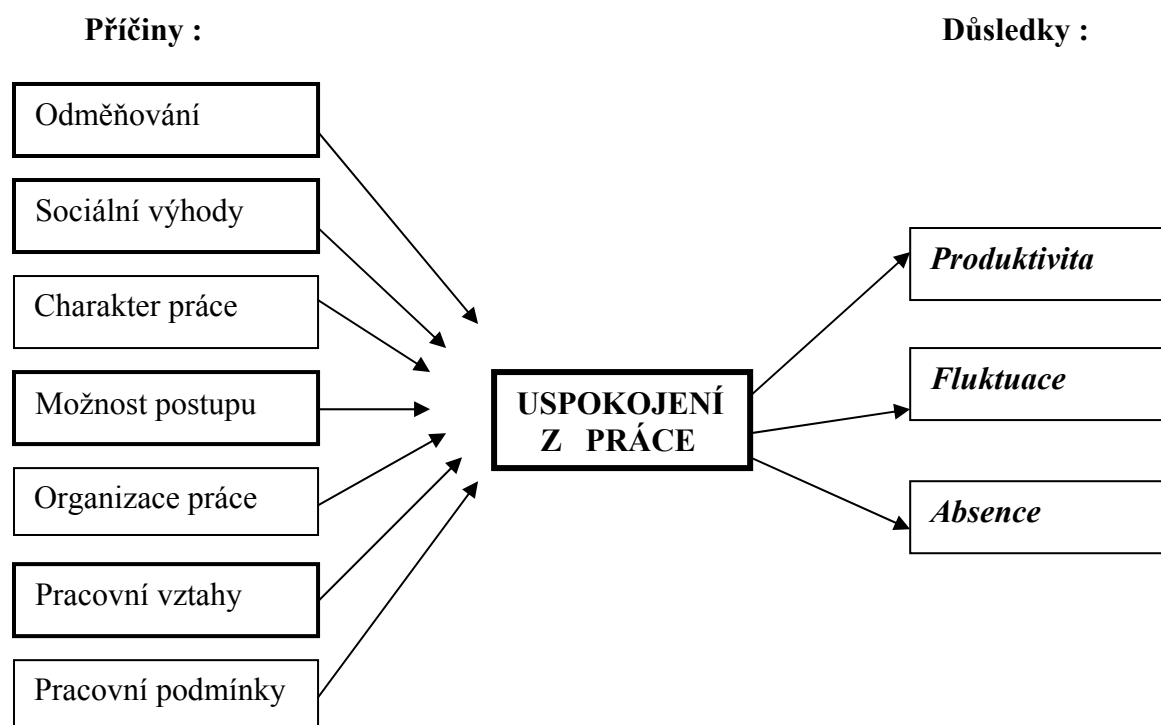 Příčiny :
Důsledky :
Odměňování
Sociální výhody
Charakter práce
Možnost postupu
Organizace práce
Pracovní vztahy
Pracovní podmínky
USPOKOJENÍ
Z PRÁCE
Produktivita
Fluktuace
Absence